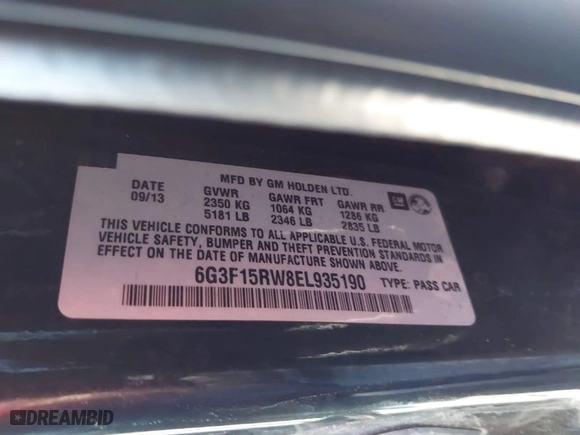 MFD BY GM HOLDEN LTD.
DATE GVWR GAWR FRT GAWR RR
09/13 2350 KG 1064 KG 1286 KG
5181 LB 2346 LB 2835 LB
GM
THIS VEHICLE CONFORMS TO ALL APPLICABLE U.S. FEDERAL MOTOR
VEHICLE SAFETY, BUMPER AND THEFT PREVENTION STANDARDS IN
EFFECT ON THE DATE OF MANUFACTURE SHOWN ABOVE.
6G3F15RW8EL935190 TYPE: PASS CAR
DREAMBID